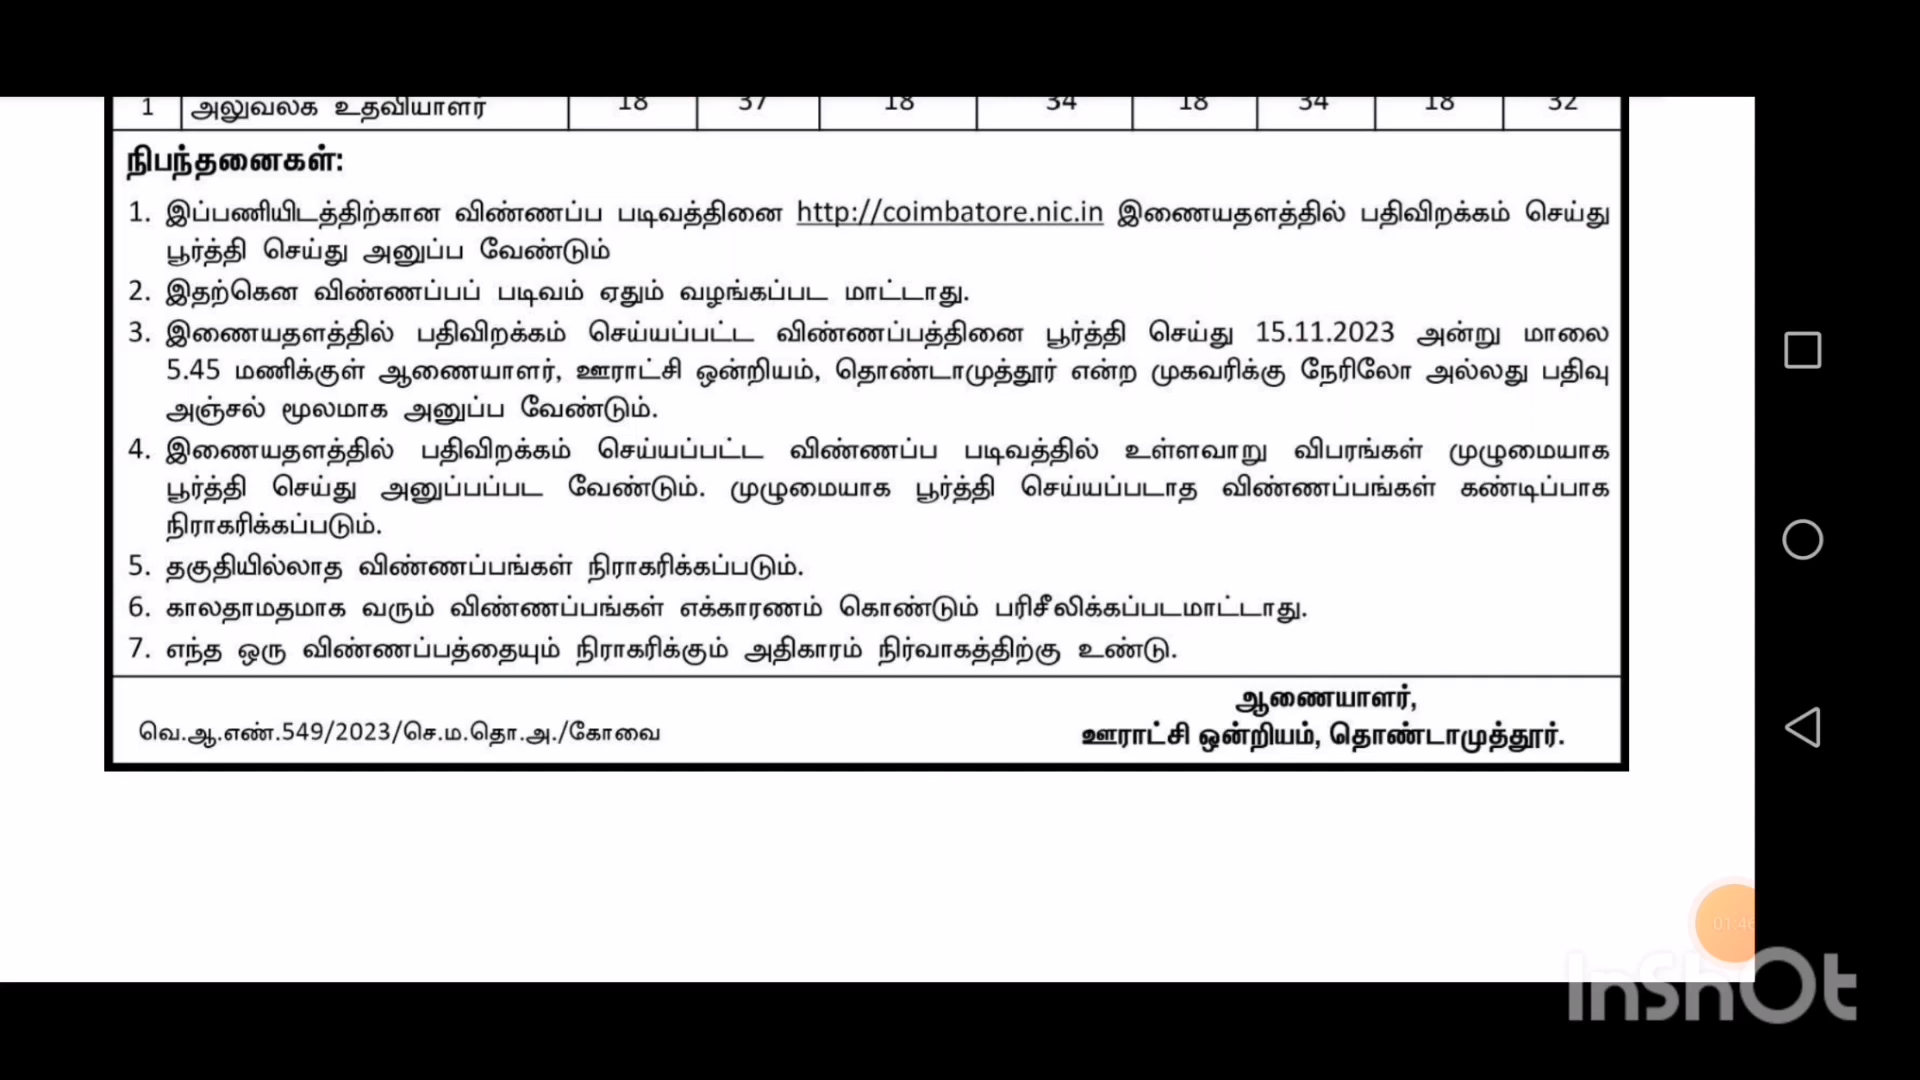 1 அலுவலக உதவியாளர் 18 37 18 34 18 34 18 32
நிபந்தனைகள்:
1. இப்பணியிடத்திற்கான விண்ணப்ப படிவத்தினை http://coimbatore.nic.in இணையதளத்தில் பதிவிறக்கம் செய்து
பூர்த்தி செய்து அனுப்ப வேண்டும்
2. இதற்கென விண்ணப்பப் படிவம் ஏதும் வழங்கப்பட மாட்டாது.
3. இணையதளத்தில் பதிவிறக்கம் செய்யப்பட்ட விண்ணப்பத்தினை பூர்த்தி செய்து 15.11.2023 அன்று மாலை
5.45 மணிக்குள் ஆணையாளர், ஊராட்சி ஒன்றியம், தொண்டாமுத்தூர் என்ற முகவரிக்கு நேரிலோ அல்லது பதிவு
அஞ்சல் மூலமாக அனுப்ப வேண்டும்.
4. இணையதளத்தில் பதிவிறக்கம் செய்யப்பட்ட விண்ணப்ப படிவத்தில் உள்ளவாறு விபரங்கள் முழுமையாக
பூர்த்தி செய்து அனுப்பப்பட வேண்டும். முழுமையாக பூர்த்தி செய்யப்படாத விண்ணப்பங்கள் கண்டிப்பாக
நிராகரிக்கப்படும்.
5. தகுதியில்லாத விண்ணப்பங்கள் நிராகரிக்கப்படும்.
6. காலதாமதமாக வரும் விண்ணப்பங்கள் எக்காரணம் கொண்டும் பரிசீலிக்கப்படமாட்டாது.
7. எந்த ஒரு விண்ணப்பத்தையும் நிராகரிக்கும் அதிகாரம் நிர்வாகத்திற்கு உண்டு.
ஆணையாளர்,
வெ.ஆ.எண்.549/2023/செ.ம.தொ.அ./கோவை ஊராட்சி ஒன்றியம், தொண்டாமுத்தூர்.
InShOt